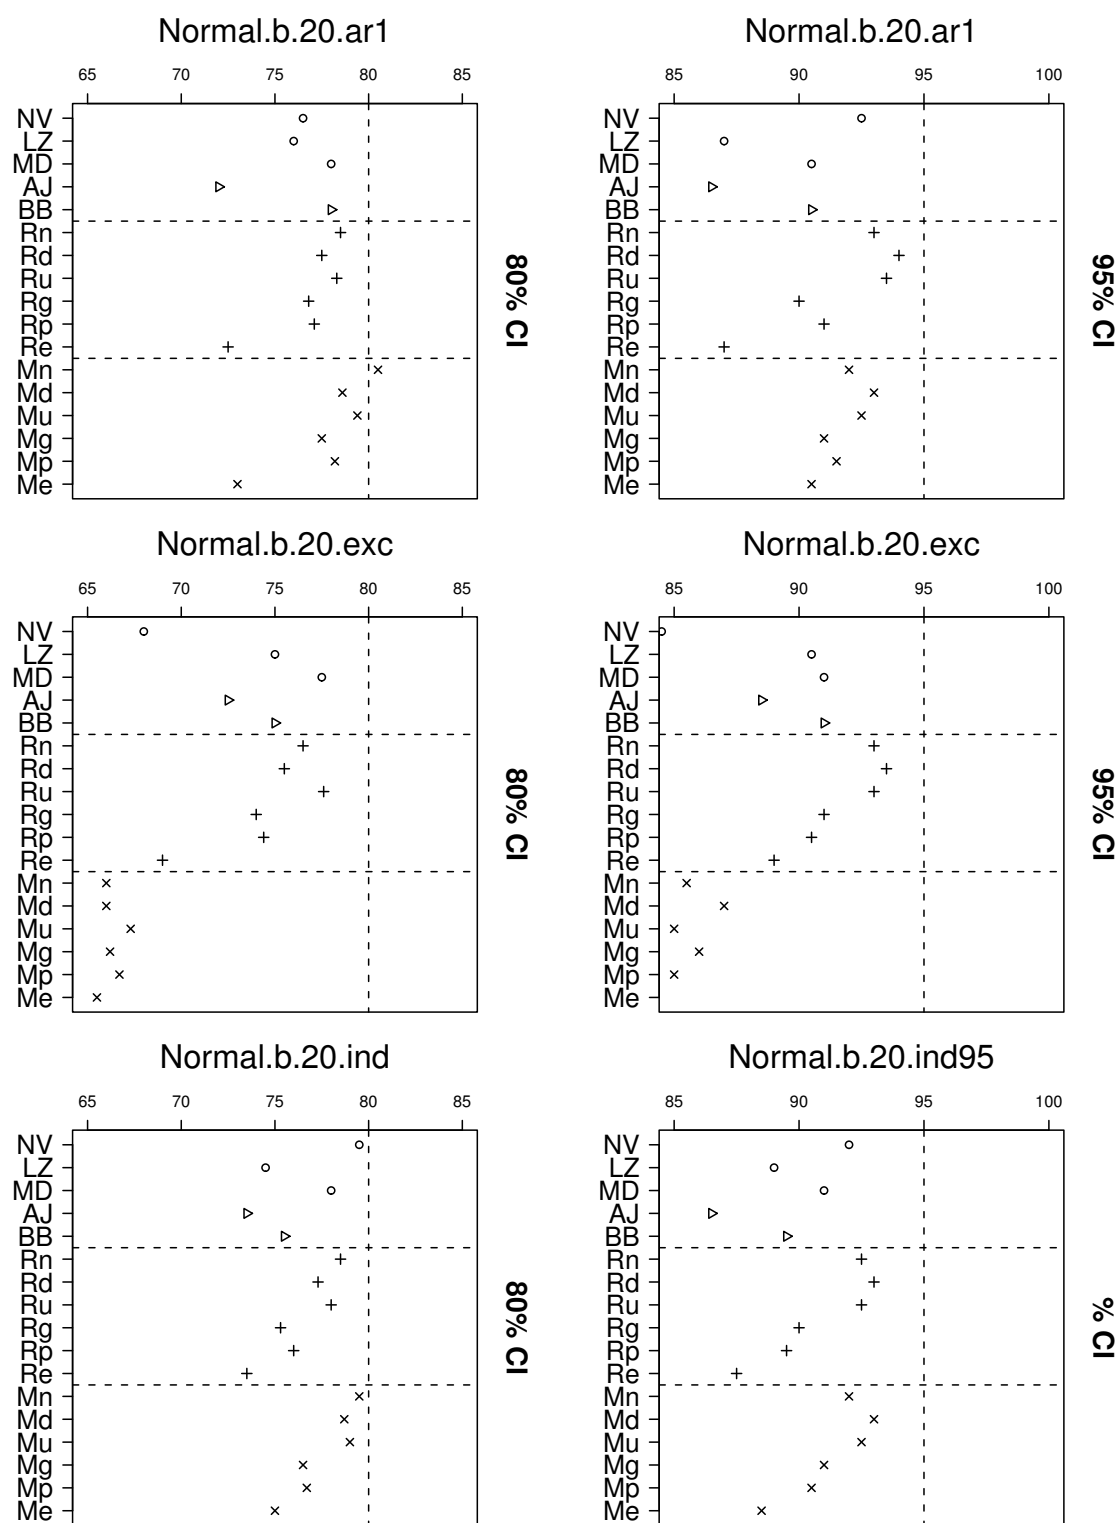 Normal.b.20.ar1
65 70 75 80 85
NV
LZ
MD
AJ
BB
Rn
Rd
Ru
Rg
Rp
Re
Mn
Md
Mu
Mg
Mp
Me
80% CI
Normal.b.20.ar1
85 90 95 100
NV
LZ
MD
AJ
BB
Rn
Rd
Ru
Rg
Rp
Re
Mn
Md
Mu
Mg
Mp
Me
95% CI
Normal.b.20.exc
65 70 75 80 85
NV
LZ
MD
AJ
BB
Rn
Rd
Ru
Rg
Rp
Re
Mn
Md
Mu
Mg
Mp
Me
80% CI
Normal.b.20.exc
85 90 95 100
NV
LZ
MD
AJ
BB
Rn
Rd
Ru
Rg
Rp
Re
Mn
Md
Mu
Mg
Mp
Me
95% CI
Normal.b.20.ind
65 70 75 80 85
NV
LZ
MD
AJ
BB
Rn
Rd
Ru
Rg
Rp
Re
Mn
Md
Mu
Mg
Mp
Me
80% CI
Normal.b.20.ind95
85 90 95 100
NV
LZ
MD
AJ
BB
Rn
Rd
Ru
Rg
Rp
Re
Mn
Md
Mu
Mg
Mp
Me
% CI